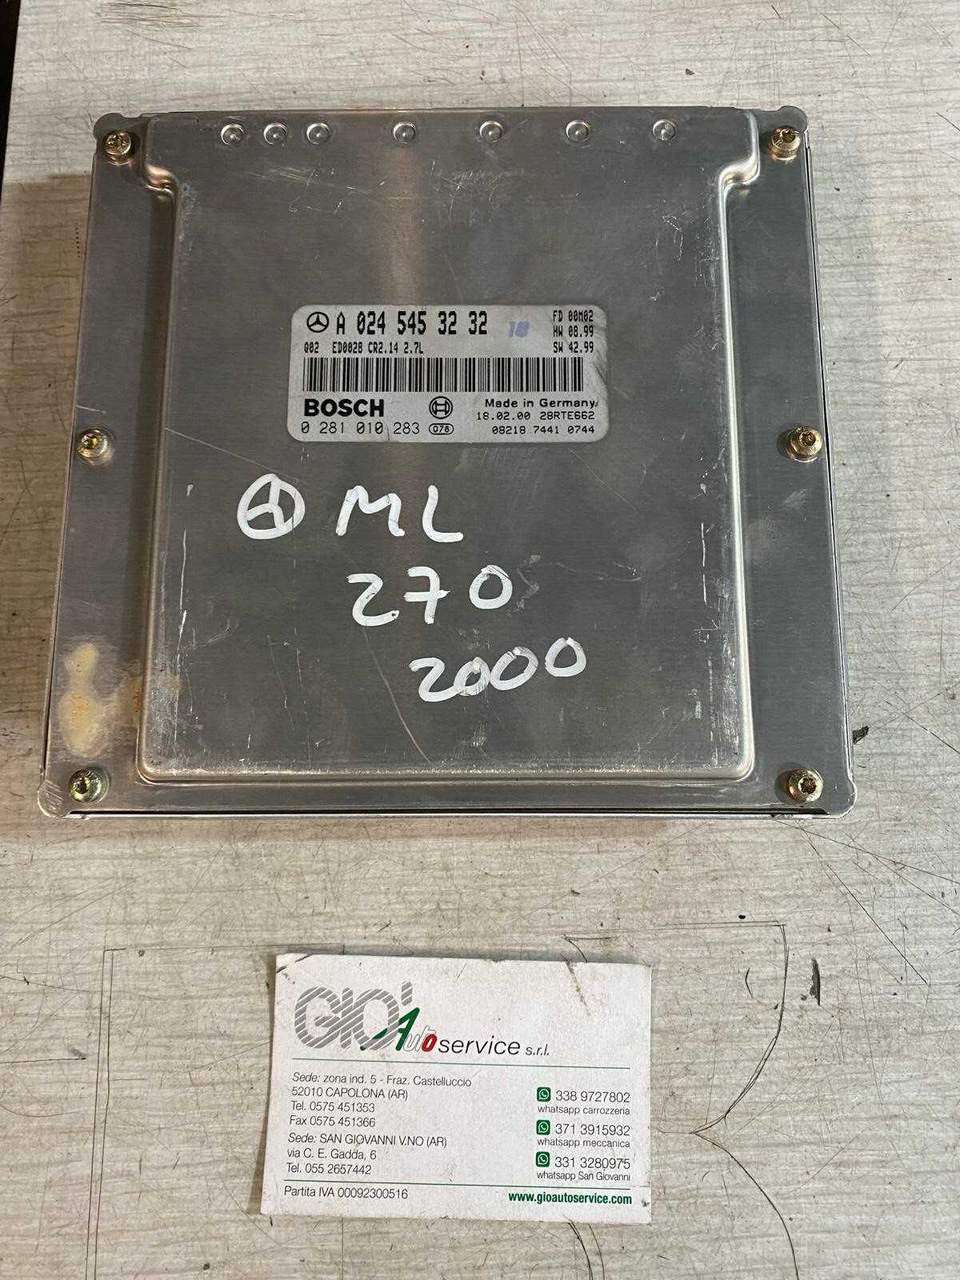 A 024 545 32 32
18
FD 00M02
HW 08.99
SW 42.99
Q02 ED0028 CR2.14 2.7L
BOSCH
Made in Germany
18.02.00 28RTE662
0 281 010 283 078
08218 7441 0744
ML
270
2000
GIO' Auto service s.r.l.
Sede: zona ind. 5 - Fraz. Castelluccio
52010 CAPOLONA (AR)
Tel. 0575 451353
Fax 0575 451366
Sede: SAN GIOVANNI V.NO (AR)
via C. E. Gadda, 6
Tel. 055 2657442
Partita IVA 00092300516
338 9727802
whatsapp carrozzeria
371 3915932
whatsapp meccanica
331 3280975
whatsapp San Giovanni
www.gioautoservice.com